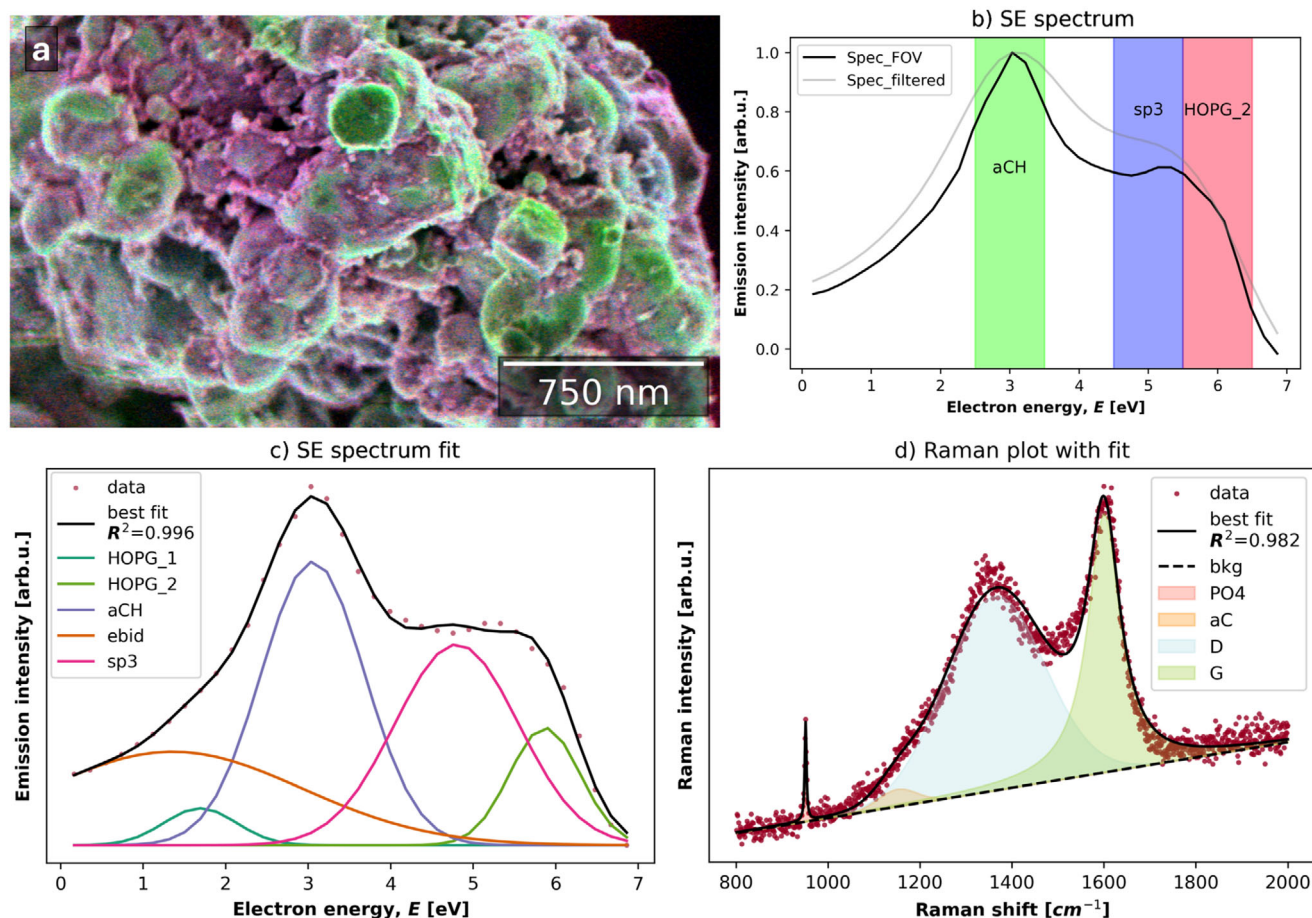 a
750 nm
b) SE spectrum
Spec_FOV
Spec_filtered
aCH
sp3
HOPG_2
1.0
0.8
0.6
0.4
0.2
0.0
Emission intensity [arb.u.]
0 1 2 3 4 5 6 7
Electron energy, E [eV]
c) SE spectrum fit
data
best fit
R²=0.996
HOPG_1
HOPG_2
aCH
ebid
sp3
Emission intensity [arb.u.]
0 1 2 3 4 5 6 7
Electron energy, E [eV]
d) Raman plot with fit
data
best fit
R²=0.982
bkg
PO4
aC
D
G
Raman intensity [arb.u.]
800 1000 1200 1400 1600 1800 2000
Raman shift [cm⁻¹]